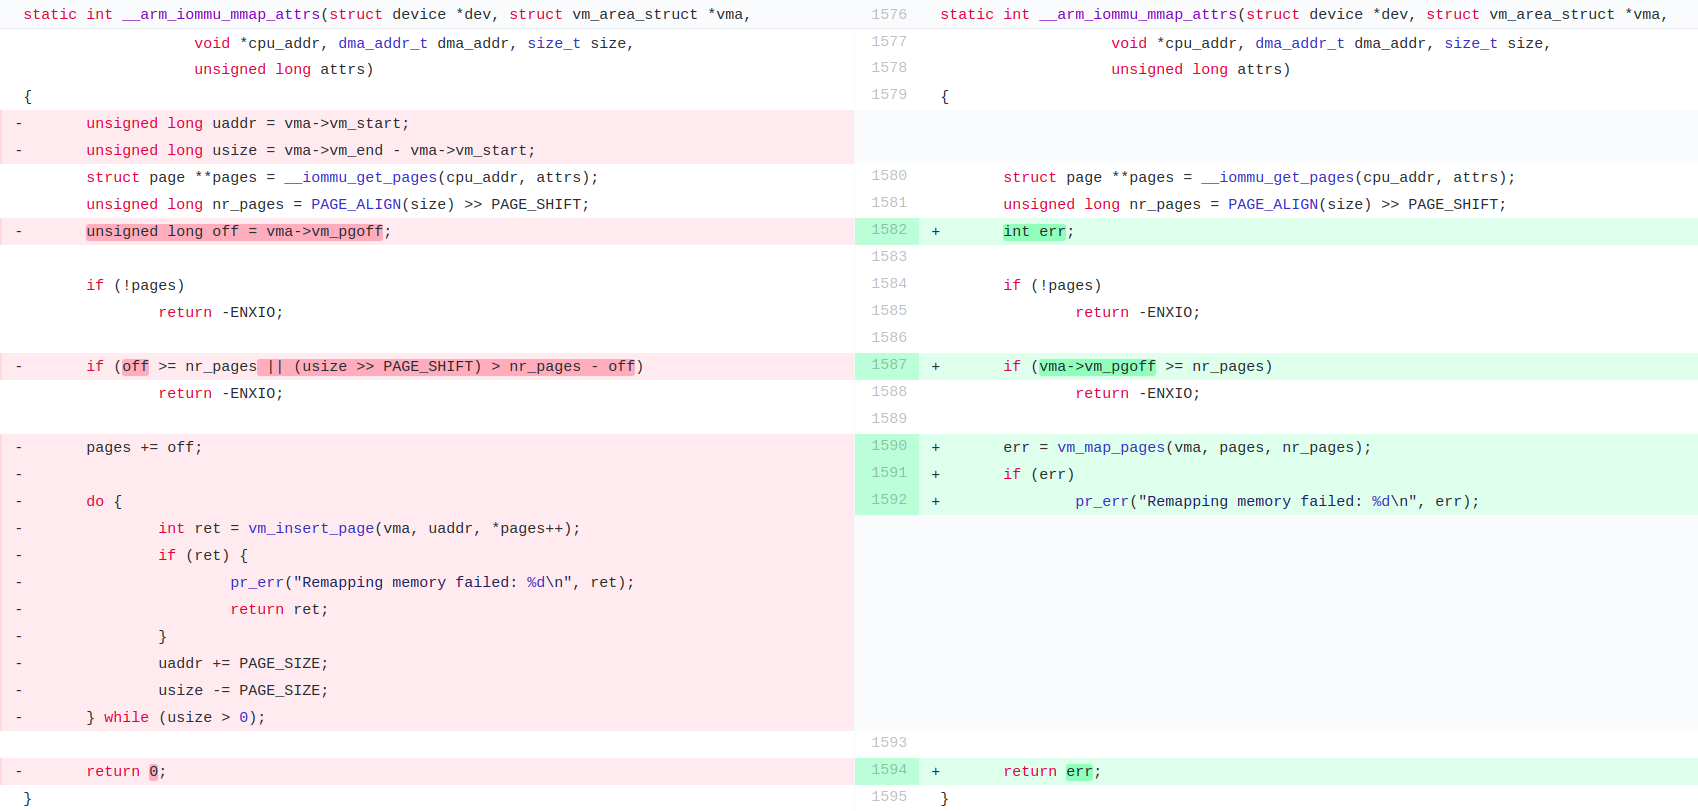 static int __arm_iommu_mmap_attrs(struct device *dev, struct vm_area_struct *vma,
void *cpu_addr, dma_addr_t dma_addr, size_t size,
unsigned long attrs)
{
- unsigned long uaddr = vma->vm_start;
- unsigned long usize = vma->vm_end - vma->vm_start;
struct page **pages = __iommu_get_pages(cpu_addr, attrs);
unsigned long nr_pages = PAGE_ALIGN(size) >> PAGE_SHIFT;
- unsigned long off = vma->vm_pgoff;
if (!pages)
return -ENXIO;
- if (off >= nr_pages || (usize >> PAGE_SHIFT) > nr_pages - off)
return -ENXIO;
- pages += off;
-
- do {
- int ret = vm_insert_page(vma, uaddr, *pages++);
- if (ret) {
- pr_err("Remapping memory failed: %d\n", ret);
- return ret;
- }
- uaddr += PAGE_SIZE;
- usize -= PAGE_SIZE;
- } while (usize > 0);
- return 0;
}
1576 static int __arm_iommu_mmap_attrs(struct device *dev, struct vm_area_struct *vma,
1577 void *cpu_addr, dma_addr_t dma_addr, size_t size,
1578 unsigned long attrs)
1579 {
1580 struct page **pages = __iommu_get_pages(cpu_addr, attrs);
1581 unsigned long nr_pages = PAGE_ALIGN(size) >> PAGE_SHIFT;
1582 + int err;
1583
1584 if (!pages)
1585 return -ENXIO;
1586
1587 + if (vma->vm_pgoff >= nr_pages)
1588 return -ENXIO;
1589
1590 + err = vm_map_pages(vma, pages, nr_pages);
1591 + if (err)
1592 + pr_err("Remapping memory failed: %d\n", err);
1593
1594 + return err;
1595 }